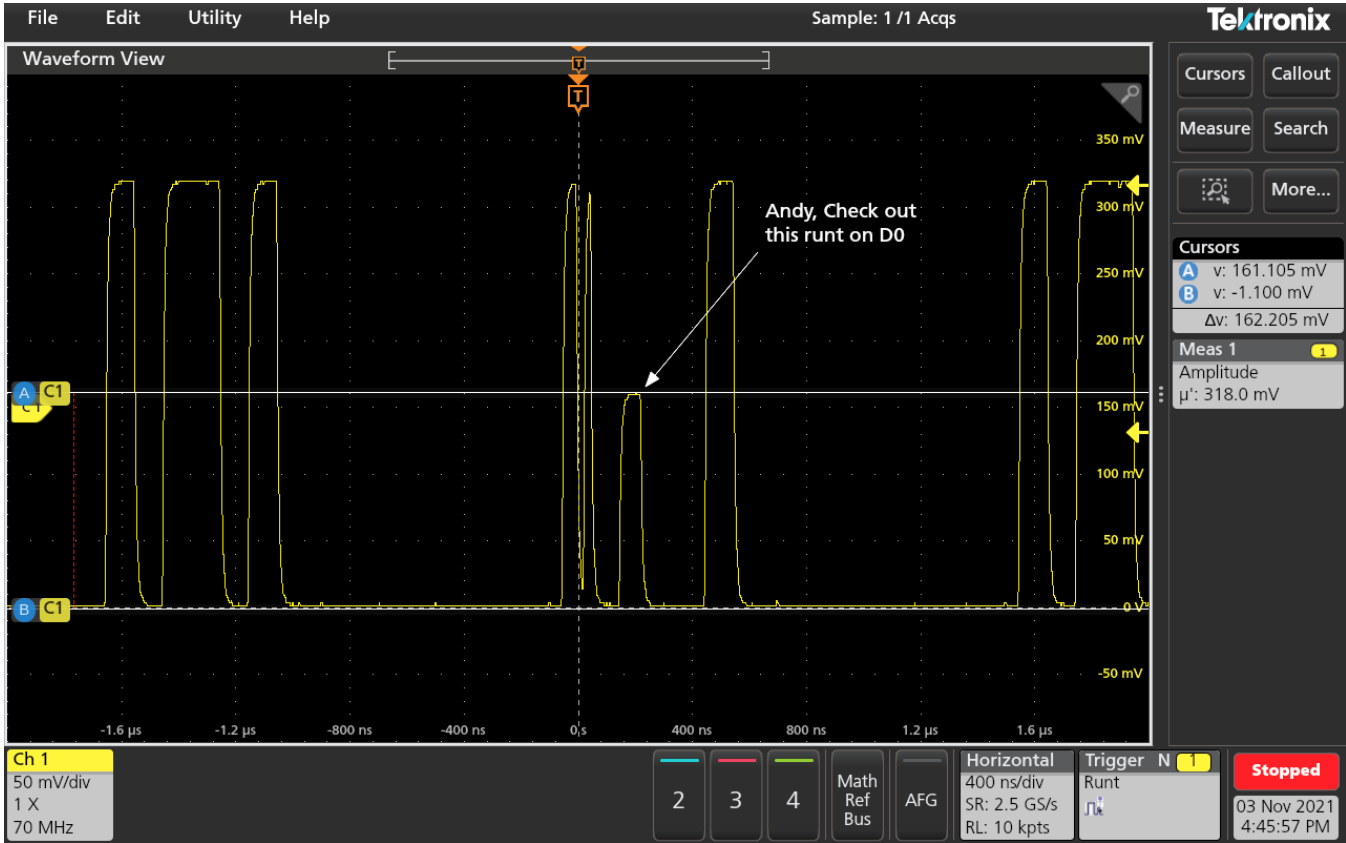 File Edit Utility Help Sample: 1 /1 Acqs Tektronix
Waveform View
T
T
Cursors Callout
Measure Search
More...
350 mV
300 mV
250 mV
200 mV
150 mV
100 mV
50 mV
0 V
-50 mV
Andy, Check out
this runt on D0
A C1
C1
B C1
-1.6 µs -1.2 µs -800 ns -400 ns 0 s 400 ns 800 ns 1.2 µs 1.6 µs
Cursors
A v: 161.105 mV
B v: -1.100 mV
Δv: 162.205 mV
Meas 1 1
Amplitude
µ': 318.0 mV
Ch 1
50 mV/div
1 X
70 MHz
2 3 4
Math
Ref
Bus
AFG
Horizontal
400 ns/div
SR: 2.5 GS/s
RL: 10 kpts
Trigger N 1
Runt
Stopped
03 Nov 2021
4:45:57 PM